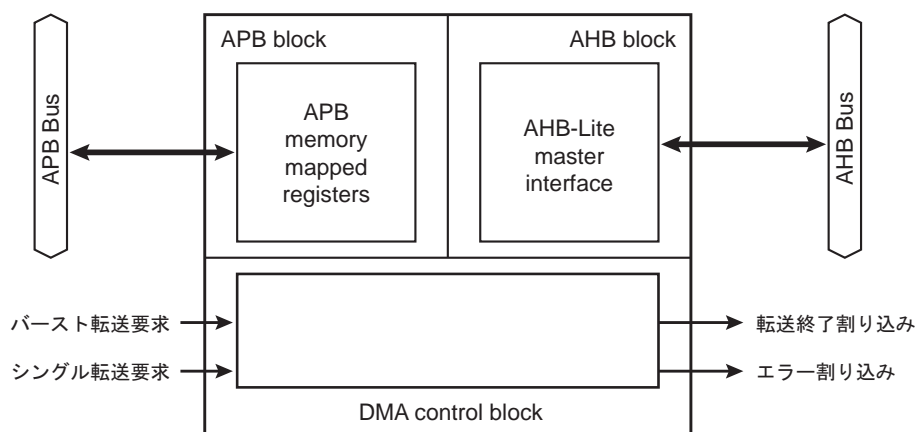 APB Bus
APB block
APB
memory
mapped
registers
AHB block
AHB-Lite
master
interface
AHB Bus
バースト転送要求
シングル転送要求
転送終了割り込み
エラー割り込み
DMA control block